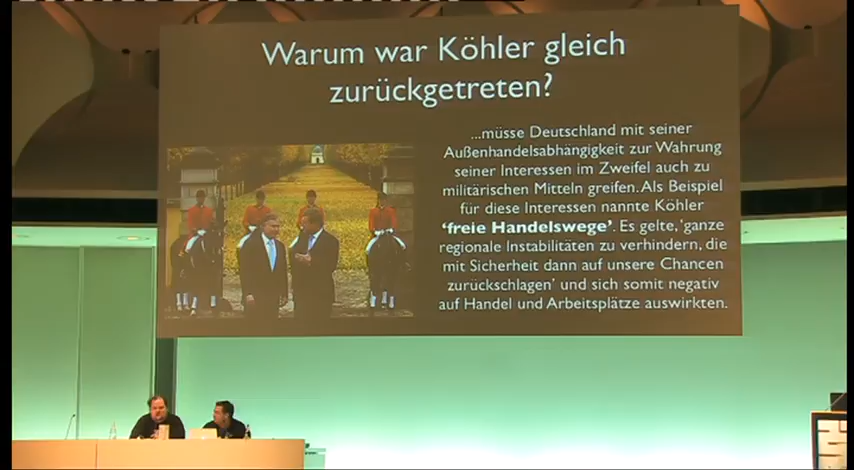 Warum war Köhler gleich
zurückgetreten?
...müsse Deutschland mit seiner
Außenhandelsabhängigkeit zur Wahrung
seiner Interessen im Zweifel auch zu
militärischen Mitteln greifen. Als Beispiel
für diese Interessen nannte Köhler
‘freie Handelswege’. Es gelte, ‘ganze
regionale Instabilitäten zu verhindern, die
mit Sicherheit dann auf unsere Chancen
zurückschlagen’ und sich somit negativ
auf Handel und Arbeitsplätze auswirkten.